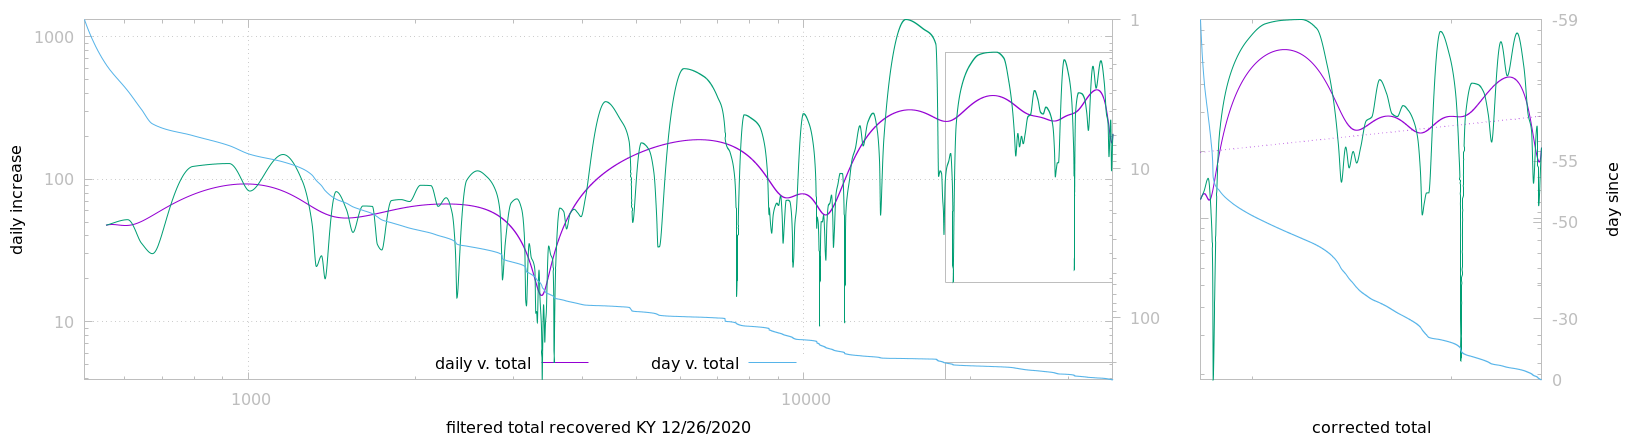 1000
100
10
daily increase
1000
10000
1
10
100
daily v. total
day v. total
filtered total recovered KY 12/26/2020
-59
-55
-50
-30
0
day since
corrected total